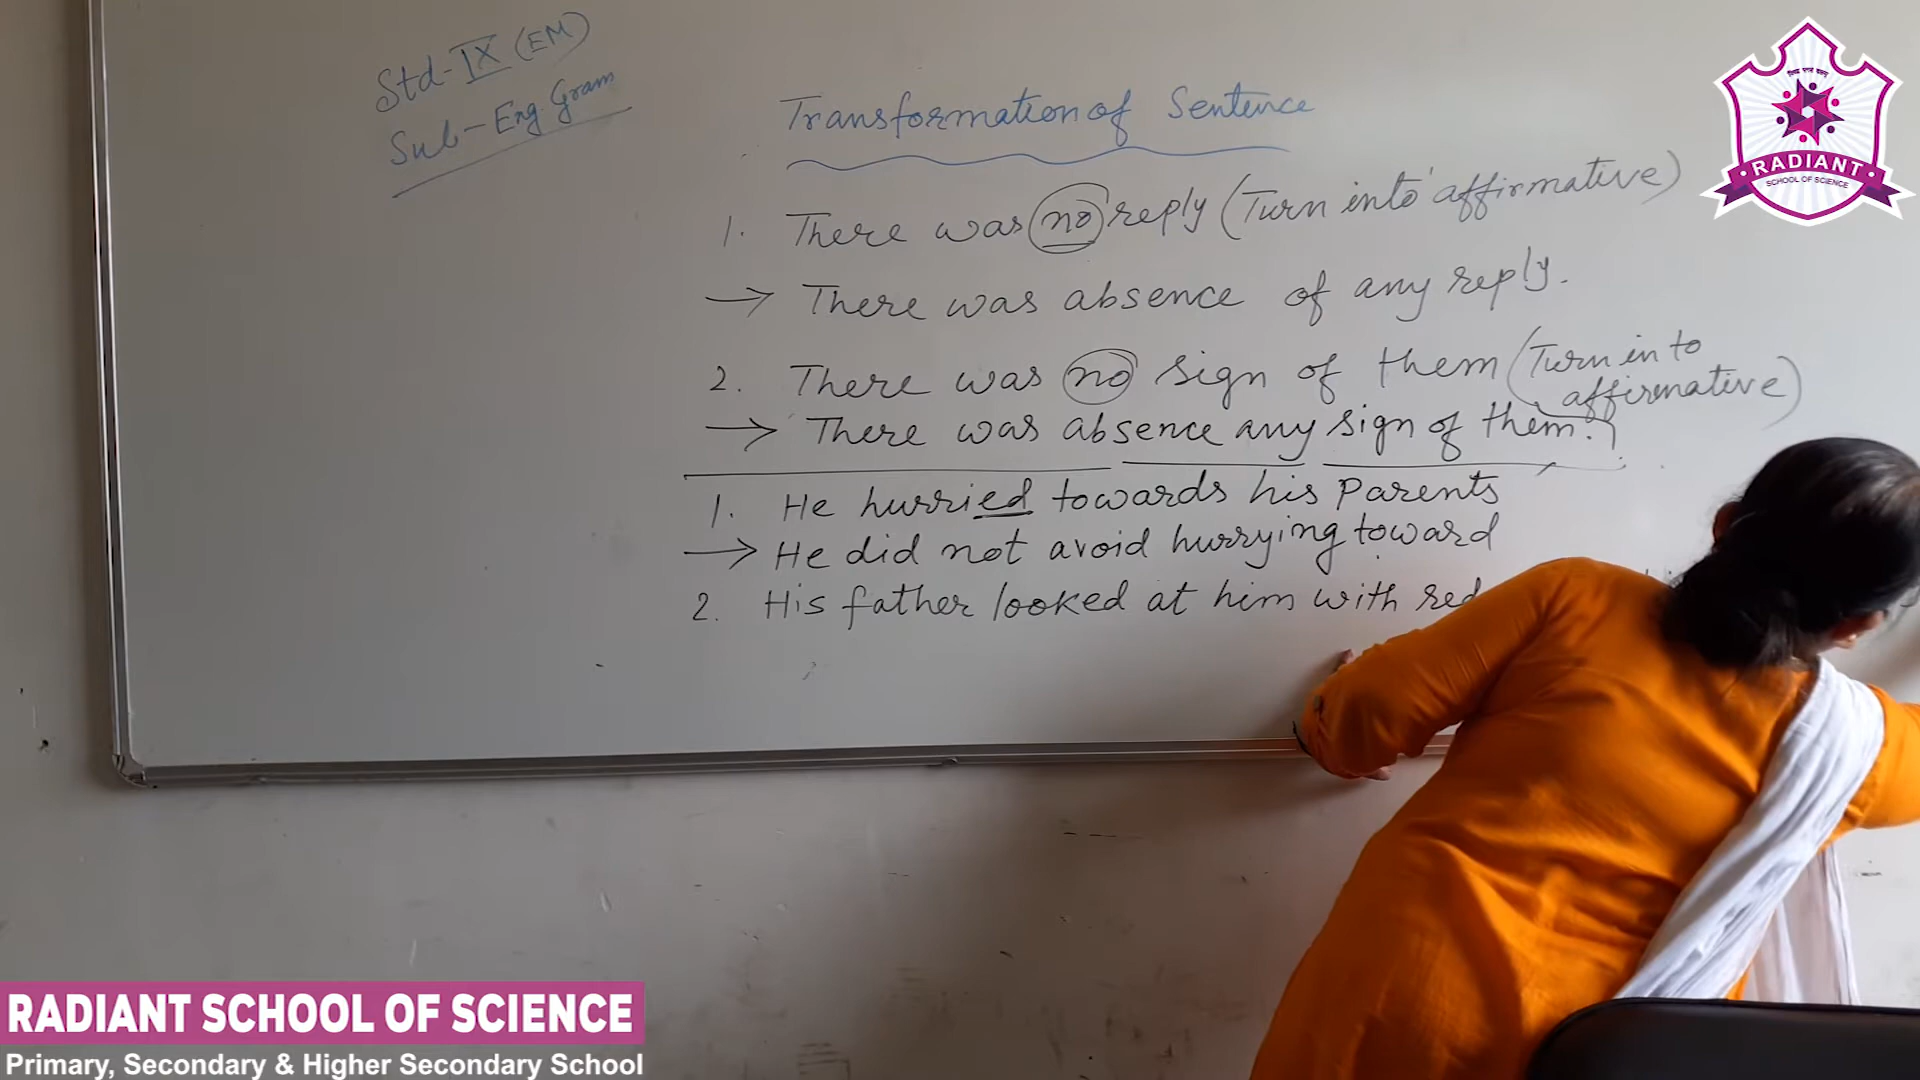 Std-IX (EM)
Sub-Eng. Gram
Transformation of Sentence
1. There was no reply (Turn into affirmative)
→ There was absence of any reply.
2. There was no sign of them (Turn in to
affirmative)
→ There was absence any sign of them.
1. He hurried towards his Parents
→ He did not avoid hurrying toward
2. His father looked at him with red
RADIANT
SCHOOL OF SCIENCE
RADIANT SCHOOL OF SCIENCE
Primary, Secondary & Higher Secondary School